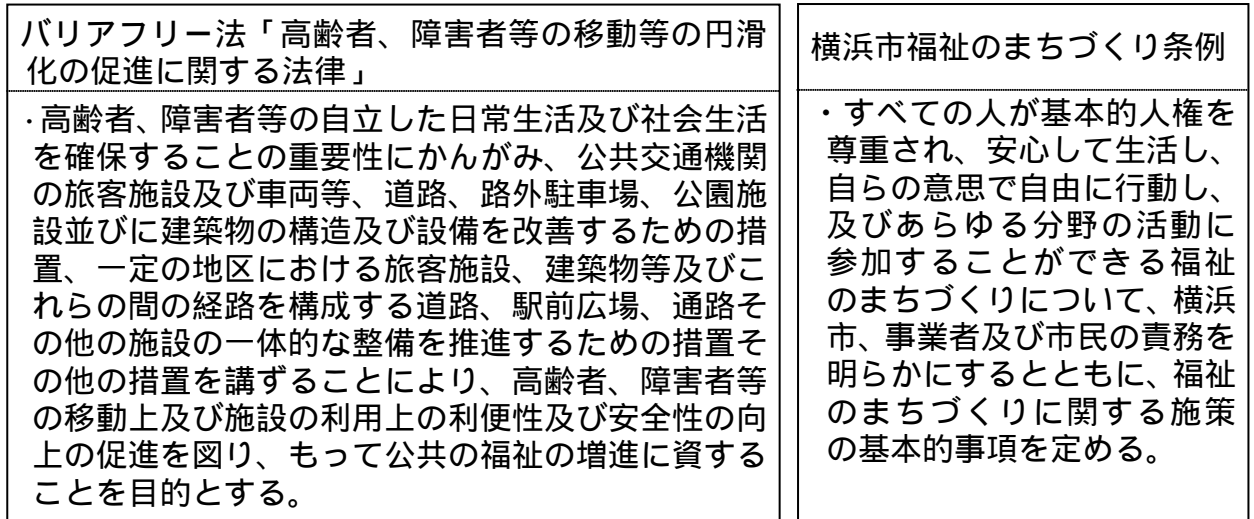 バリアフリー法「高齢者、障害者等の移動等の円滑
化の促進に関する法律」
・高齢者、障害者等の自立した日常生活及び社会生活
を確保することの重要性にかんがみ、公共交通機関
の旅客施設及び車両等、道路、路外駐車場、公園施
設並びに建築物の構造及び設備を改善するための措
置、一定の地区における旅客施設、建築物等及びこ
れらの間の経路を構成する道路、駅前広場、通路そ
の他の施設の一体的な整備を推進するための措置そ
の他の措置を講ずることにより、高齢者、障害者等
の移動上及び施設の利用上の利便性及び安全性の向
上の促進を図り、もって公共の福祉の増進に資する
ことを目的とする。
横浜市福祉のまちづくり条例
・すべての人が基本的人権を
尊重され、安心して生活し、
自らの意思で自由に行動し、
及びあらゆる分野の活動に
参加することができる福祉
のまちづくりについて、横浜
市、事業者及び市民の責務を
明らかにするとともに、福祉
のまちづくりに関する施策
の基本的事項を定める。